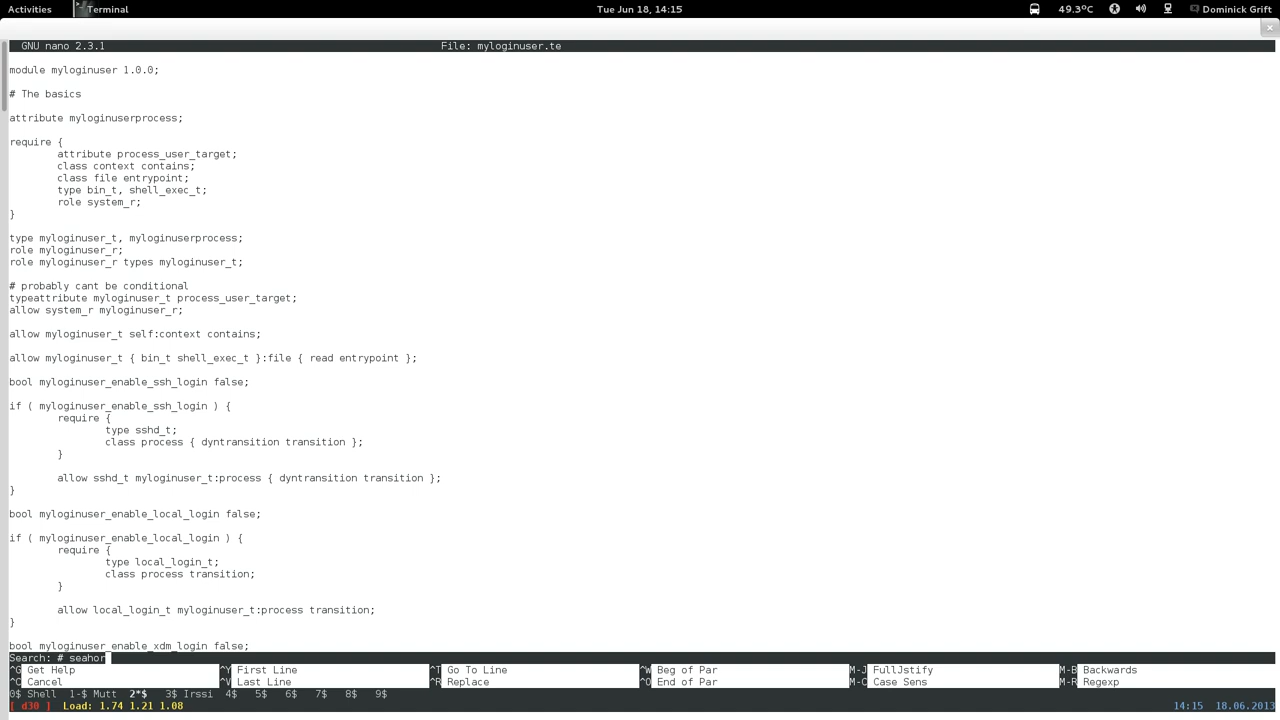 Activities Terminal Tue Jun 18, 14:15 49.3°C Dominick Grift
GNU nano 2.3.1 File: myloginuser.te
module myloginuser 1.0.0;
# The basics
attribute myloginuserprocess;
require {
attribute process_user_target;
class context contains;
class file entrypoint;
type bin_t, shell_exec_t;
role system_r;
}
type myloginuser_t, myloginuserprocess;
role myloginuser_r;
role myloginuser_r types myloginuser_t;
# probably cant be conditional
typeattribute myloginuser_t process_user_target;
allow system_r myloginuser_r;
allow myloginuser_t self:context contains;
allow myloginuser_t { bin_t shell_exec_t }:file { read entrypoint };
bool myloginuser_enable_ssh_login false;
if ( myloginuser_enable_ssh_login ) {
require {
type sshd_t;
class process { dyntransition transition };
}
allow sshd_t myloginuser_t:process { dyntransition transition };
}
bool myloginuser_enable_local_login false;
if ( myloginuser_enable_local_login ) {
require {
type local_login_t;
class process transition;
}
allow local_login_t myloginuser_t:process transition;
}
bool myloginuser_enable_xdm_login false;
Search: # seahor
^G Get Help ^Y First Line ^T Go To Line ^W Beg of Par M-J FullJstify M-B Backwards
^C Cancel ^V Last Line ^R Replace ^O End of Par M-C Case Sens M-R Regexp
0$ Shell 1-$ Mutt 2*$ 3$ Irssi 4$ 5$ 6$ 7$ 8$ 9$
[ d30 ] Load: 1.74 1.21 1.08 14:15 18.06.2013